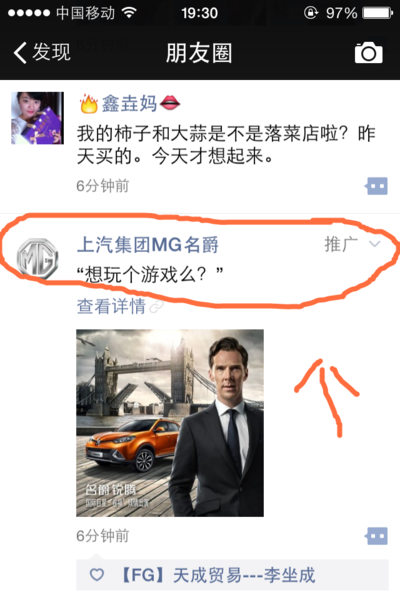 中国移动 19:30 97%
发现 朋友圈
鑫垚妈
我的柿子和大蒜是不是落菜店啦？昨
天买的。今天才想起来。
6分钟前
MG
上汽集团MG名爵 推广
“想玩个游戏么？”
查看详情
名爵锐腾
6分钟前
【FG】天成贸易---李坐成